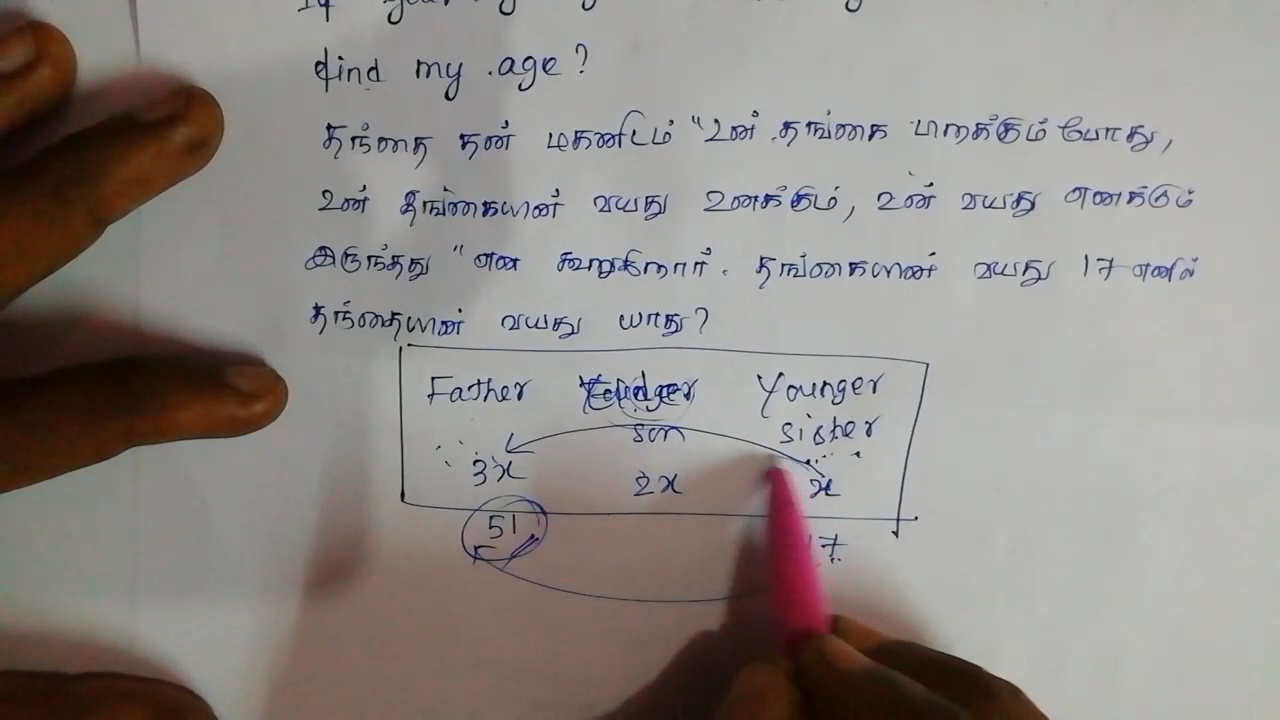 find my age?
தந்தை தன் மகனிடம் "உன் தங்கை பிறக்கும் போது,
உன் தங்கையின் வயது உனக்கும், உன் வயது எனக்கும்
இருந்தது" என கூறுகிறார். தங்கையின் வயது 17 எனில்
தந்தையின் வயது யாது?
Father Younger
son sister
3x 2x x
51 17